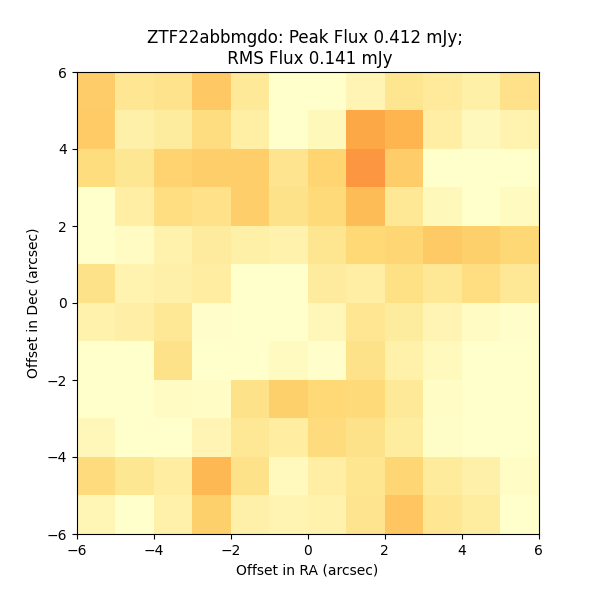 ZTF22abbmgdo: Peak Flux 0.412 mJy;
RMS Flux 0.141 mJy
6
4
2
0
−2
−4
−6
Offset in Dec (arcsec)
−6 −4 −2 0 2 4 6
Offset in RA (arcsec)